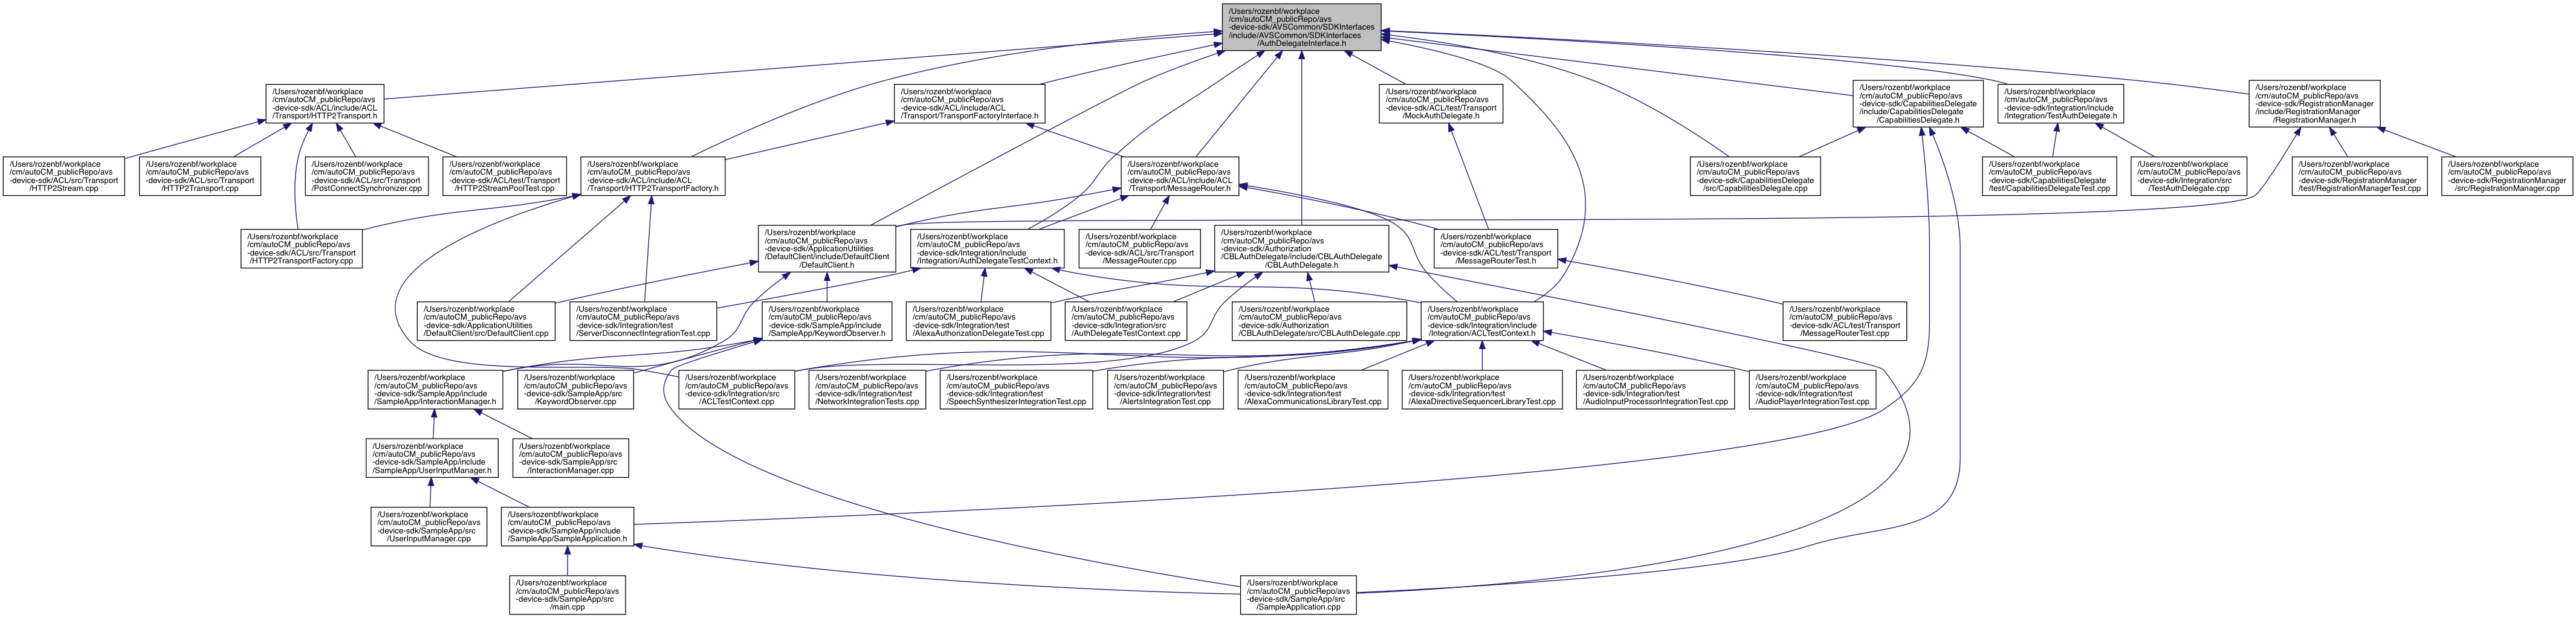 /Users/rozenbf/workplace
/cm/autoCM_publicRepo/avs
-device-sdk/AVSCommon/SDKInterfaces
/include/AVSCommon/SDKInterfaces
/AuthDelegateInterface.h
/Users/rozenbf/workplace
/cm/autoCM_publicRepo/avs
-device-sdk/ACL/include/ACL
/Transport/HTTP2Transport.h
/Users/rozenbf/workplace
/cm/autoCM_publicRepo/avs
-device-sdk/ACL/include/ACL
/Transport/TransportFactoryInterface.h
/Users/rozenbf/workplace
/cm/autoCM_publicRepo/avs
-device-sdk/ACL/test/Transport
/MockAuthDelegate.h
/Users/rozenbf/workplace
/cm/autoCM_publicRepo/avs
-device-sdk/CapabilitiesDelegate
/include/CapabilitiesDelegate
/CapabilitiesDelegate.h
/Users/rozenbf/workplace
/cm/autoCM_publicRepo/avs
-device-sdk/Integration/include
/Integration/TestAuthDelegate.h
/Users/rozenbf/workplace
/cm/autoCM_publicRepo/avs
-device-sdk/RegistrationManager
/include/RegistrationManager
/RegistrationManager.h
/Users/rozenbf/workplace
/cm/autoCM_publicRepo/avs
-device-sdk/ACL/src/Transport
/HTTP2Stream.cpp
/Users/rozenbf/workplace
/cm/autoCM_publicRepo/avs
-device-sdk/ACL/src/Transport
/HTTP2Transport.cpp
/Users/rozenbf/workplace
/cm/autoCM_publicRepo/avs
-device-sdk/ACL/src/Transport
/PostConnectSynchronizer.cpp
/Users/rozenbf/workplace
/cm/autoCM_publicRepo/avs
-device-sdk/ACL/test/Transport
/HTTP2StreamPoolTest.cpp
/Users/rozenbf/workplace
/cm/autoCM_publicRepo/avs
-device-sdk/ACL/include/ACL
/Transport/HTTP2TransportFactory.h
/Users/rozenbf/workplace
/cm/autoCM_publicRepo/avs
-device-sdk/ACL/include/ACL
/Transport/MessageRouter.h
/Users/rozenbf/workplace
/cm/autoCM_publicRepo/avs
-device-sdk/CapabilitiesDelegate
/src/CapabilitiesDelegate.cpp
/Users/rozenbf/workplace
/cm/autoCM_publicRepo/avs
-device-sdk/CapabilitiesDelegate
/test/CapabilitiesDelegateTest.cpp
/Users/rozenbf/workplace
/cm/autoCM_publicRepo/avs
-device-sdk/Integration/src
/TestAuthDelegate.cpp
/Users/rozenbf/workplace
/cm/autoCM_publicRepo/avs
-device-sdk/RegistrationManager
/test/RegistrationManagerTest.cpp
/Users/rozenbf/workplace
/cm/autoCM_publicRepo/avs
-device-sdk/RegistrationManager
/src/RegistrationManager.cpp
/Users/rozenbf/workplace
/cm/autoCM_publicRepo/avs
-device-sdk/ACL/src/Transport
/HTTP2TransportFactory.cpp
/Users/rozenbf/workplace
/cm/autoCM_publicRepo/avs
-device-sdk/ApplicationUtilities
/DefaultClient/include/DefaultClient
/DefaultClient.h
/Users/rozenbf/workplace
/cm/autoCM_publicRepo/avs
-device-sdk/Integration/include
/Integration/AuthDelegateTestContext.h
/Users/rozenbf/workplace
/cm/autoCM_publicRepo/avs
-device-sdk/ACL/src/Transport
/MessageRouter.cpp
/Users/rozenbf/workplace
/cm/autoCM_publicRepo/avs
-device-sdk/Authorization
/CBLAuthDelegate/include/CBLAuthDelegate
/CBLAuthDelegate.h
/Users/rozenbf/workplace
/cm/autoCM_publicRepo/avs
-device-sdk/ACL/test/Transport
/MessageRouterTest.h
/Users/rozenbf/workplace
/cm/autoCM_publicRepo/avs
-device-sdk/ApplicationUtilities
/DefaultClient/src/DefaultClient.cpp
/Users/rozenbf/workplace
/cm/autoCM_publicRepo/avs
-device-sdk/Integration/test
/ServerDisconnectIntegrationTest.cpp
/Users/rozenbf/workplace
/cm/autoCM_publicRepo/avs
-device-sdk/SampleApp/include
/SampleApp/KeywordObserver.h
/Users/rozenbf/workplace
/cm/autoCM_publicRepo/avs
-device-sdk/Integration/test
/AlexaAuthorizationDelegateTest.cpp
/Users/rozenbf/workplace
/cm/autoCM_publicRepo/avs
-device-sdk/Integration/src
/AuthDelegateTestContext.cpp
/Users/rozenbf/workplace
/cm/autoCM_publicRepo/avs
-device-sdk/Authorization
/CBLAuthDelegate/src/CBLAuthDelegate.cpp
/Users/rozenbf/workplace
/cm/autoCM_publicRepo/avs
-device-sdk/Integration/include
/Integration/ACLTestContext.h
/Users/rozenbf/workplace
/cm/autoCM_publicRepo/avs
-device-sdk/ACL/test/Transport
/MessageRouterTest.cpp
/Users/rozenbf/workplace
/cm/autoCM_publicRepo/avs
-device-sdk/SampleApp/include
/SampleApp/InteractionManager.h
/Users/rozenbf/workplace
/cm/autoCM_publicRepo/avs
-device-sdk/SampleApp/src
/KeywordObserver.cpp
/Users/rozenbf/workplace
/cm/autoCM_publicRepo/avs
-device-sdk/Integration/src
/ACLTestContext.cpp
/Users/rozenbf/workplace
/cm/autoCM_publicRepo/avs
-device-sdk/Integration/test
/NetworkIntegrationTests.cpp
/Users/rozenbf/workplace
/cm/autoCM_publicRepo/avs
-device-sdk/Integration/test
/SpeechSynthesizerIntegrationTest.cpp
/Users/rozenbf/workplace
/cm/autoCM_publicRepo/avs
-device-sdk/Integration/test
/AlertsIntegrationTest.cpp
/Users/rozenbf/workplace
/cm/autoCM_publicRepo/avs
-device-sdk/Integration/test
/AlexaCommunicationsLibraryTest.cpp
/Users/rozenbf/workplace
/cm/autoCM_publicRepo/avs
-device-sdk/Integration/test
/AlexaDirectiveSequencerLibraryTest.cpp
/Users/rozenbf/workplace
/cm/autoCM_publicRepo/avs
-device-sdk/Integration/test
/AudioInputProcessorIntegrationTest.cpp
/Users/rozenbf/workplace
/cm/autoCM_publicRepo/avs
-device-sdk/Integration/test
/AudioPlayerIntegrationTest.cpp
/Users/rozenbf/workplace
/cm/autoCM_publicRepo/avs
-device-sdk/SampleApp/include
/SampleApp/UserInputManager.h
/Users/rozenbf/workplace
/cm/autoCM_publicRepo/avs
-device-sdk/SampleApp/src
/InteractionManager.cpp
/Users/rozenbf/workplace
/cm/autoCM_publicRepo/avs
-device-sdk/SampleApp/src
/UserInputManager.cpp
/Users/rozenbf/workplace
/cm/autoCM_publicRepo/avs
-device-sdk/SampleApp/include
/SampleApp/SampleApplication.h
/Users/rozenbf/workplace
/cm/autoCM_publicRepo/avs
-device-sdk/SampleApp/src
/main.cpp
/Users/rozenbf/workplace
/cm/autoCM_publicRepo/avs
-device-sdk/SampleApp/src
/SampleApplication.cpp